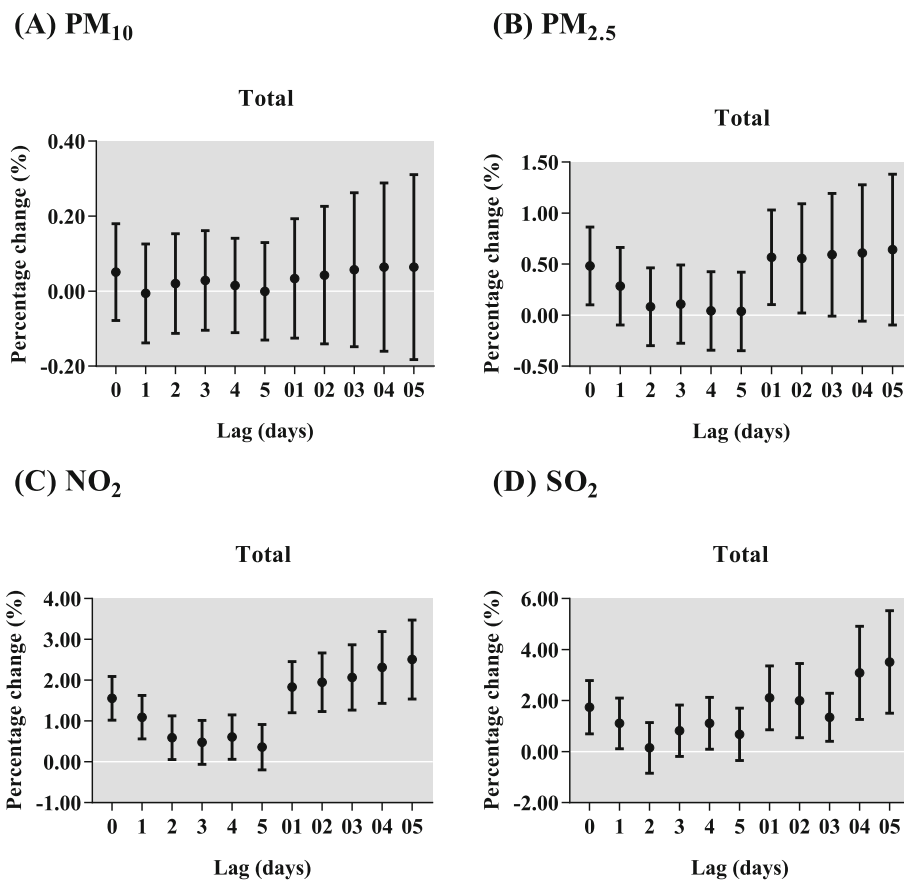 (A) PM10
Total
Percentage change (%)
0.40
0.20
0.00
-0.20
0 1 2 3 4 5 01 02 03 04 05
Lag (days)
(B) PM2.5
Total
Percentage change (%)
1.50
1.00
0.50
0.00
-0.50
0 1 2 3 4 5 01 02 03 04 05
Lag (days)
(C) NO2
Total
Percentage change (%)
4.00
3.00
2.00
1.00
0.00
-1.00
0 1 2 3 4 5 01 02 03 04 05
Lag (days)
(D) SO2
Total
Percentage change (%)
6.00
4.00
2.00
0.00
-2.00
0 1 2 3 4 5 01 02 03 04 05
Lag (days)